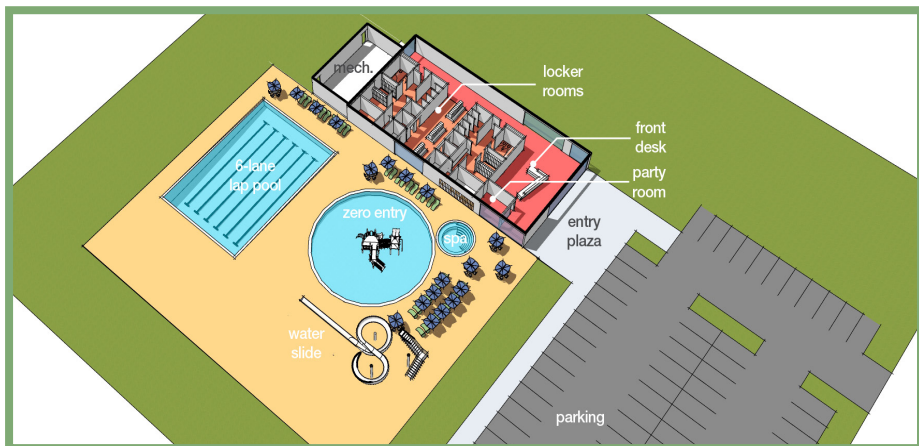 mech.
locker
rooms
front
desk
party
room
6-lane
lap pool
zero entry
spa
entry
plaza
water
slide
parking